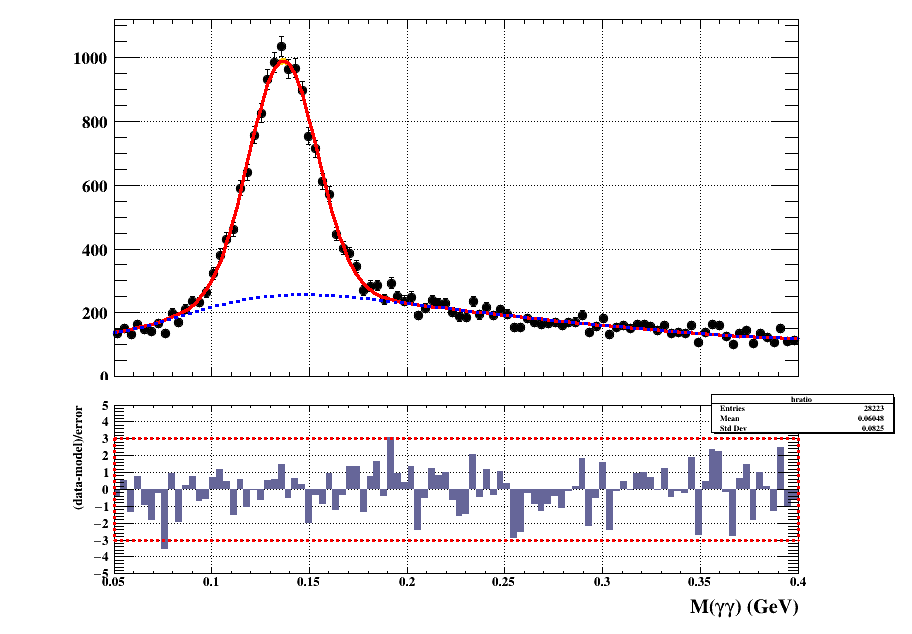 1000
800
600
400
200
0
(data-model)/error
5
4
3
2
1
0
−1
−2
−3
−4
−5
hratio
Entries 28223
Mean 0.06048
Std Dev 0.0825
0.05 0.1 0.15 0.2 0.25 0.3 0.35 0.4
M(γγ) (GeV)